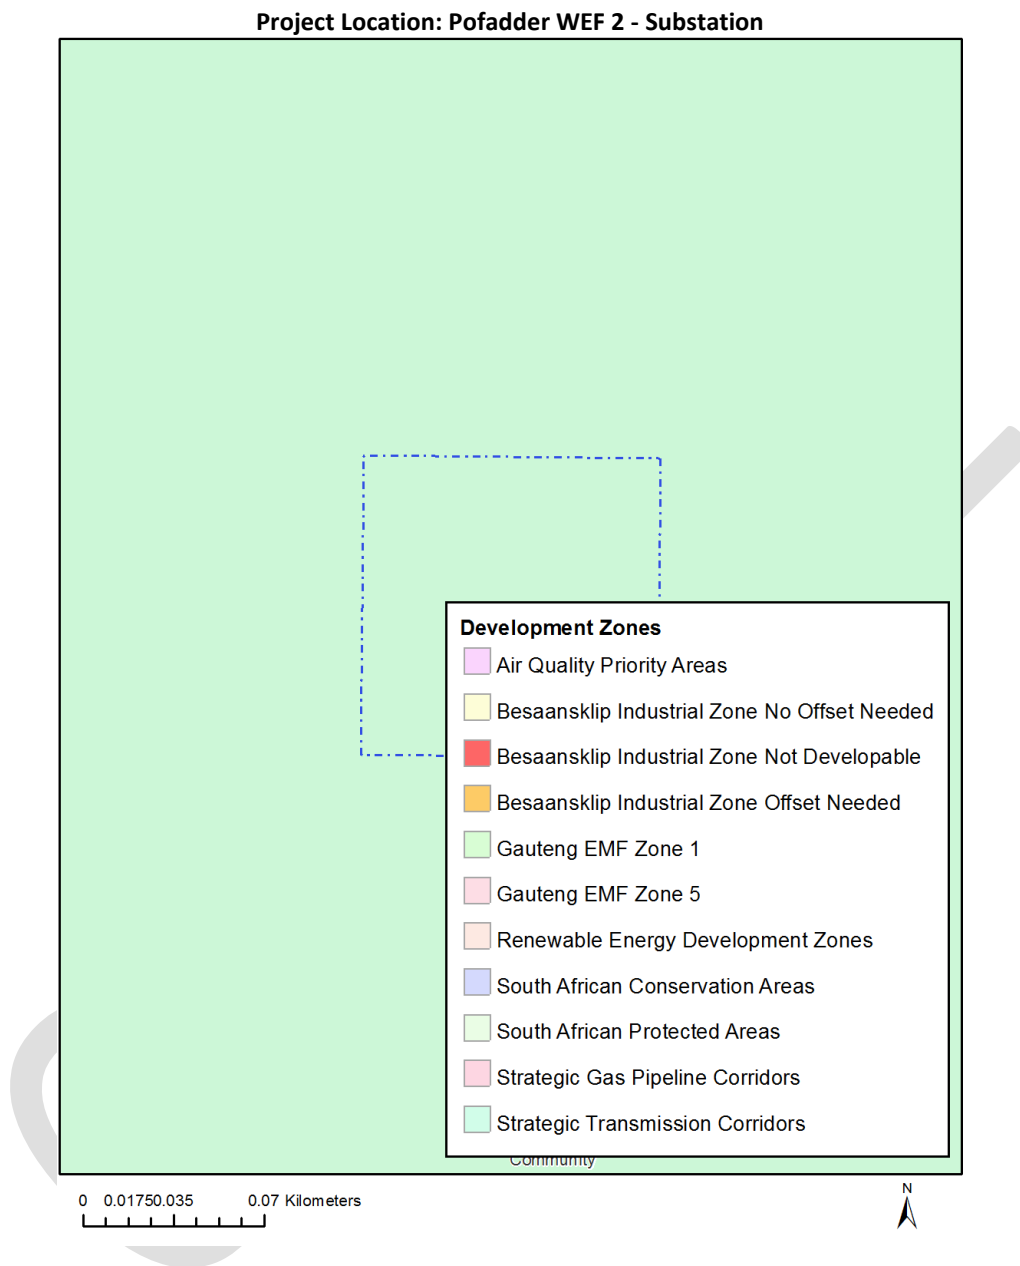 Project Location: Pofadder WEF 2 - Substation
Development Zones
Air Quality Priority Areas
Besaansklip Industrial Zone No Offset Needed
Besaansklip Industrial Zone Not Developable
Besaansklip Industrial Zone Offset Needed
Gauteng EMF Zone 1
Gauteng EMF Zone 5
Renewable Energy Development Zones
South African Conservation Areas
South African Protected Areas
Strategic Gas Pipeline Corridors
Strategic Transmission Corridors
Community
0 0.01750.035 0.07 Kilometers
N